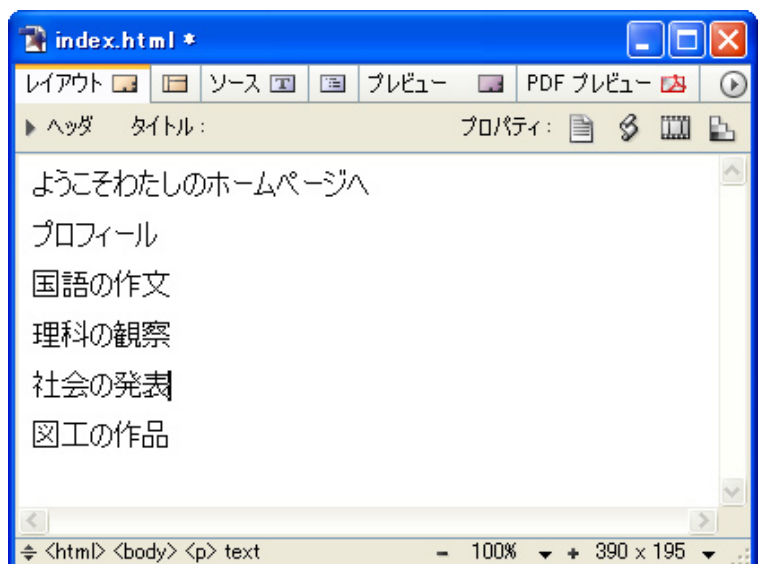 index.html *
レイアウト ソース プレビュー PDF プレビュー
ヘッダ タイトル: プロパティ:
ようこそわたしのホームページへ
プロフィール
国語の作文
理科の観察
社会の発表
図工の作品
<html> <body> <p> text - 100% + 390 x 195